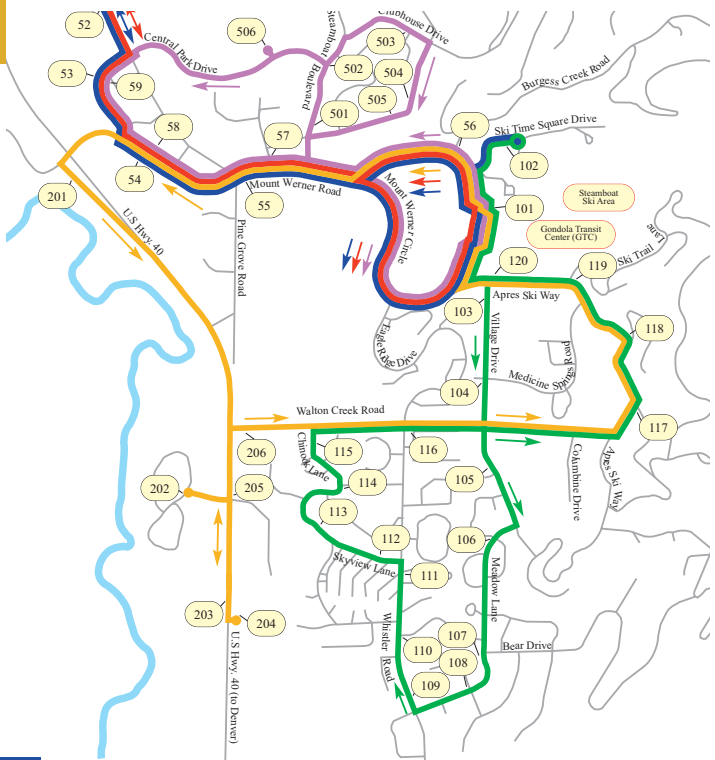 52
Central Park Drive
506
Steamboat
Boulevard
Clubhouse Drive
503
502
504
505
501
53
59
58
57
54
55
Mount Werner Road
Burgess Creek Road
56
Ski Time Square Drive
102
101
Steamboat
Ski Area
Gondola Transit
Center (GTC)
201
U.S Hwy. 40
Pine Grove Road
Mount Werner Circle
120
119
Ski Trail
Lane
Apres Ski Way
103
Village Drive
118
Eagle Ridge Dive
Medicine Springs Road
104
Walton Creek Road
117
206
Chinook Lane
115
116
114
105
Columbine Drive
Apres Ski Way
202
205
113
112
106
Skyview Lane
111
Meadow Lane
203
204
Whistler Road
107
110
108
Bear Drive
109
U.S Hwy. 40 (to Denver)